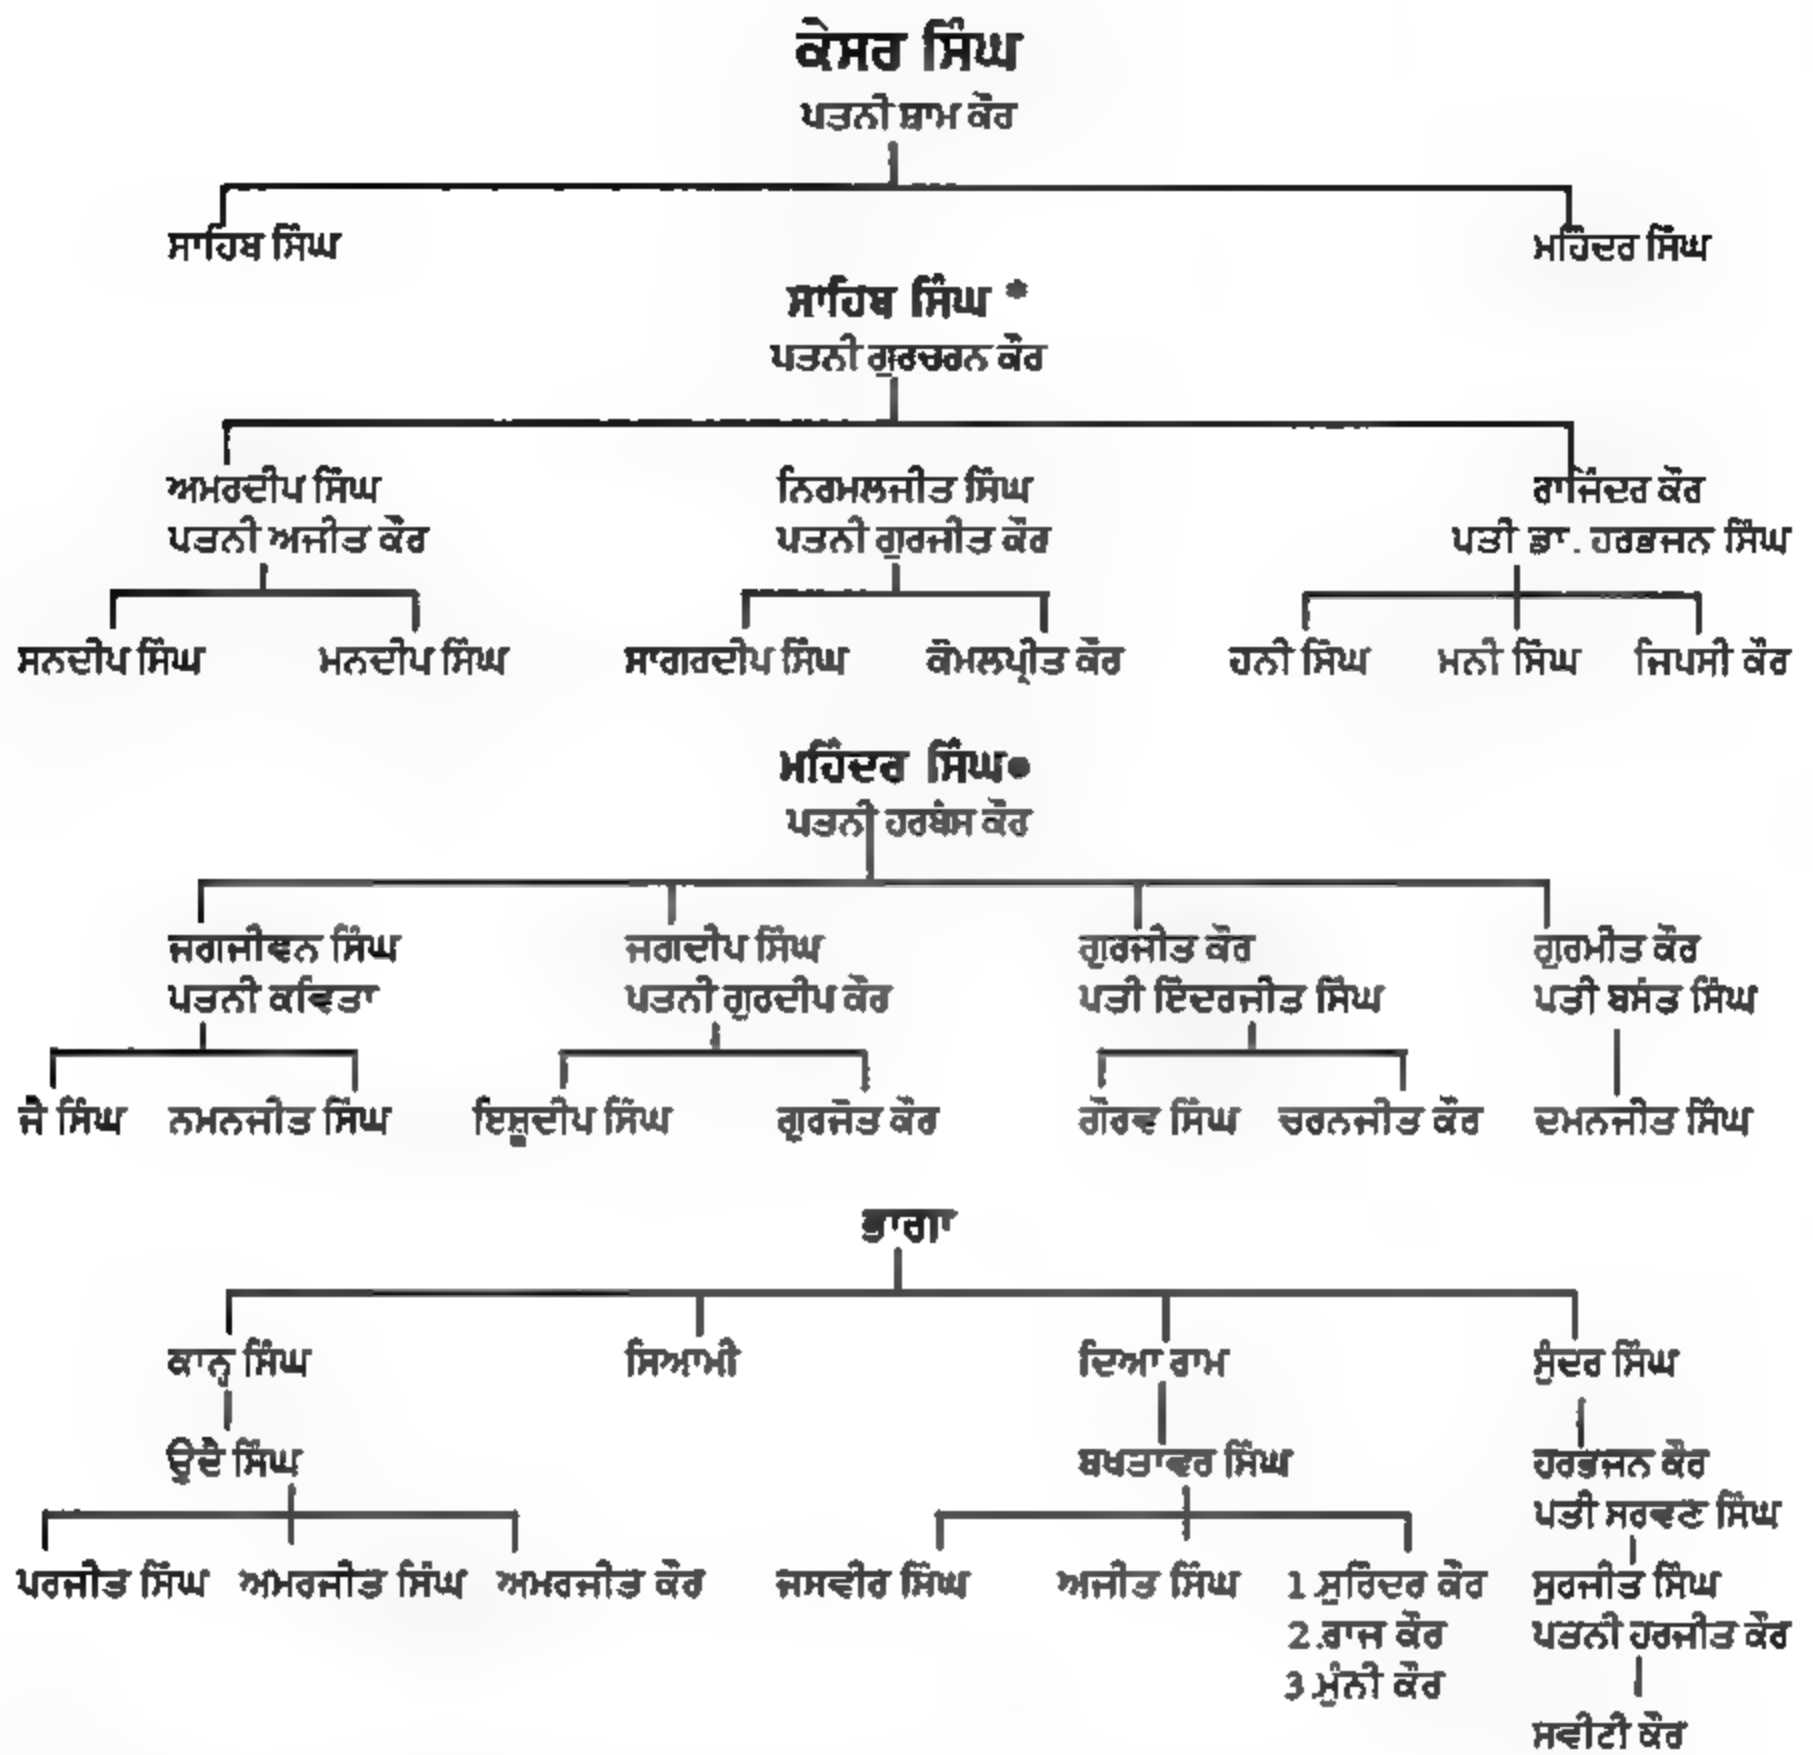 ਕੇਸਰ ਸਿੰਘ
ਪਤਨੀ ਸ਼ਾਮ ਕੌਰ
ਸਾਹਿਬ ਸਿੰਘ ਮਹਿੰਦਰ ਸਿੰਘ
ਸਾਹਿਬ ਸਿੰਘ *
ਪਤਨੀ ਗੁਰਚਰਨ ਕੌਰ
ਅਮਰਦੀਪ ਸਿੰਘ ਨਿਰਮਲਜੀਤ ਸਿੰਘ ਰਾਜਿੰਦਰ ਕੌਰ
ਪਤਨੀ ਅਜੀਤ ਕੌਰ ਪਤਨੀ ਗੁਰਜੀਤ ਕੌਰ ਪਤੀ ਡਾ. ਹਰਭਜਨ ਸਿੰਘ
ਸਨਦੀਪ ਸਿੰਘ ਮਨਦੀਪ ਸਿੰਘ ਸਾਗਰਦੀਪ ਸਿੰਘ ਕੋਮਲਪ੍ਰੀਤ ਕੌਰ ਹਨੀ ਸਿੰਘ ਮਨੀ ਸਿੰਘ ਜਿਪਸੀ ਕੌਰ
ਮਹਿੰਦਰ ਸਿੰਘ●
ਪਤਨੀ ਹਰਬੰਸ ਕੌਰ
ਜਗਜੀਵਨ ਸਿੰਘ ਜਗਦੀਪ ਸਿੰਘ ਗੁਰਜੀਤ ਕੌਰ ਗੁਰਮੀਤ ਕੌਰ
ਪਤਨੀ ਕਵਿਤਾ ਪਤਨੀ ਗੁਰਦੀਪ ਕੌਰ ਪਤੀ ਇੰਦਰਜੀਤ ਸਿੰਘ ਪਤੀ ਬਸੰਤ ਸਿੰਘ
ਜੈ ਸਿੰਘ ਨਮਨਜੀਤ ਸਿੰਘ ਇਸ਼ੂਦੀਪ ਸਿੰਘ ਗੁਰਜੋਤ ਕੌਰ ਗੌਰਵ ਸਿੰਘ ਚਰਨਜੀਤ ਕੌਰ ਦਮਨਜੀਤ ਸਿੰਘ
ਭਾਗਾ
ਕਾਨ੍ਹ ਸਿੰਘ ਸਿਆਮੀ ਦਿਆ ਰਾਮ ਸੁੰਦਰ ਸਿੰਘ
ਉਦੈ ਸਿੰਘ ਬਖਤਾਵਰ ਸਿੰਘ ਹਰਭਜਨ ਕੌਰ
ਪਤੀ ਸਰਵਣ ਸਿੰਘ
ਪਰਜੀਤ ਸਿੰਘ ਅਮਰਜੀਤ ਸਿੰਘ ਅਮਰਜੀਤ ਕੌਰ ਜਸਵੀਰ ਸਿੰਘ ਅਜੀਤ ਸਿੰਘ 1.ਸੁਰਿੰਦਰ ਕੌਰ ਸੁਰਜੀਤ ਸਿੰਘ
2.ਰਾਜ ਕੌਰ ਪਤਨੀ ਹਰਜੀਤ ਕੌਰ
3.ਮੁੰਨੀ ਕੌਰ
ਸਵੀਟੀ ਕੌਰ